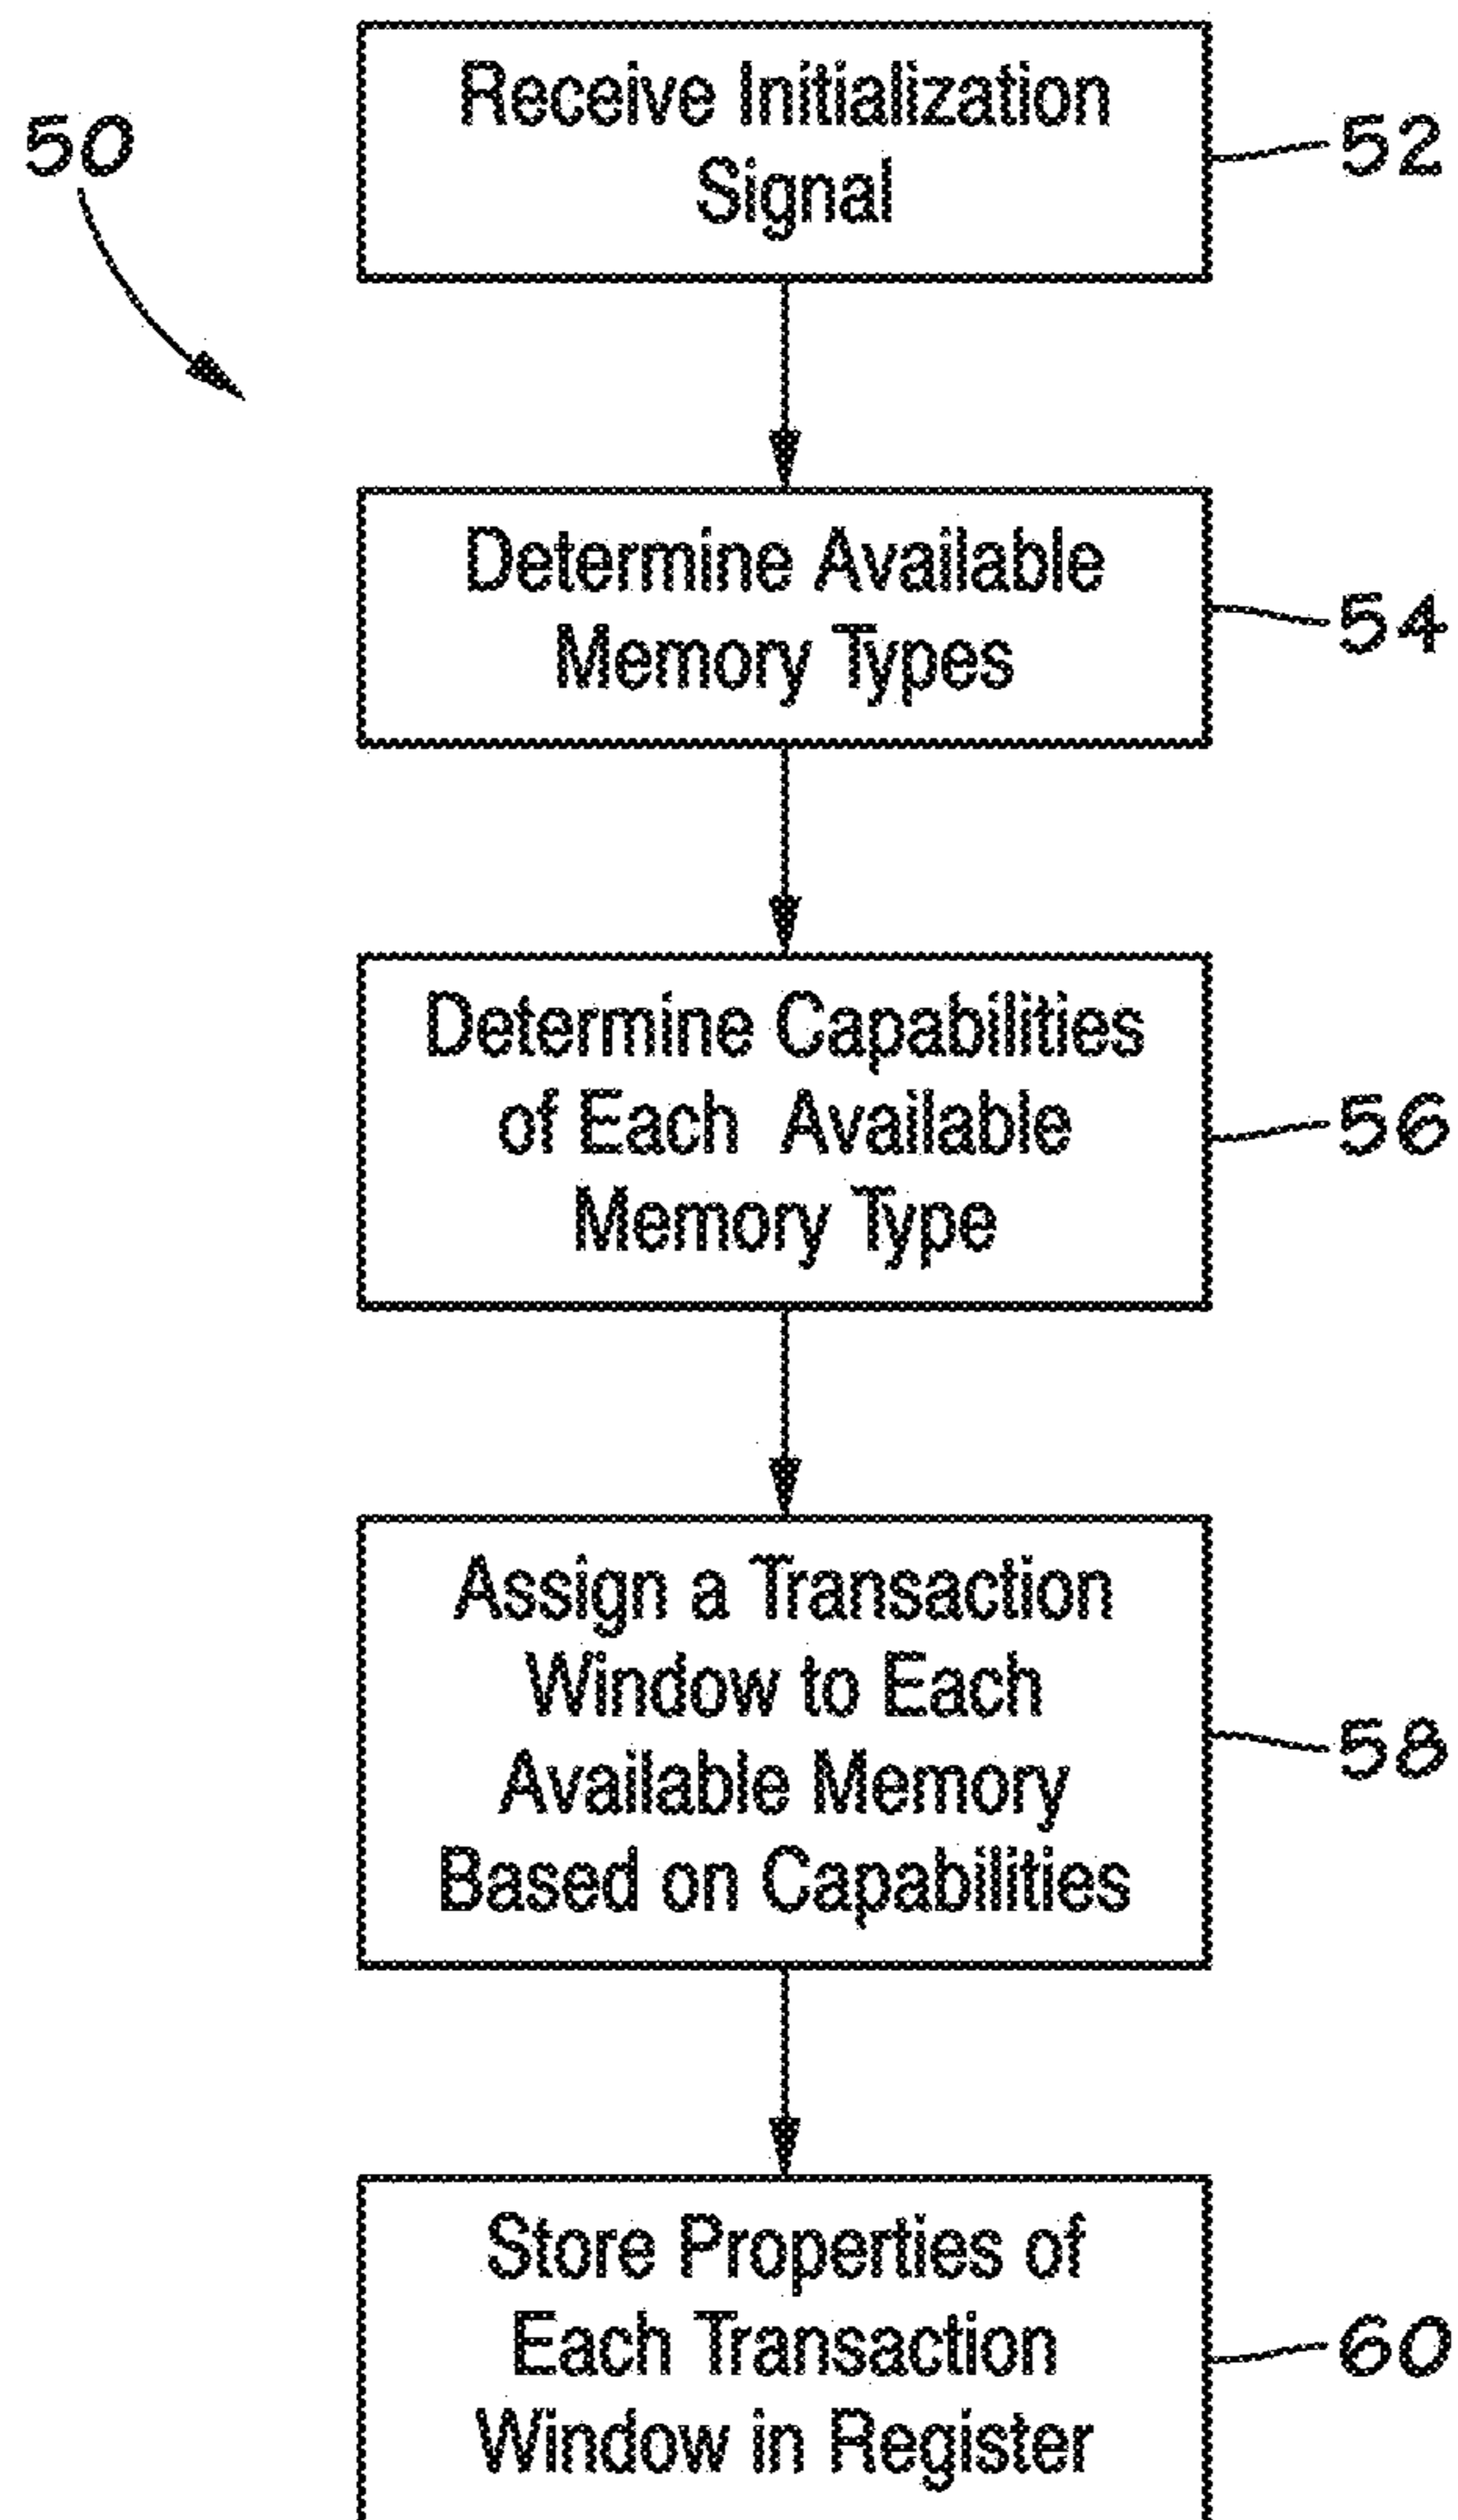 50
Receive Initialization
Signal
52
Determine Available
Memory Types
54
Determine Capabilities
of Each Available
Memory Type
56
Assign a Transaction
Window to Each
Available Memory
Based on Capabilities
58
Store Properties of
Each Transaction
Window in Register
60